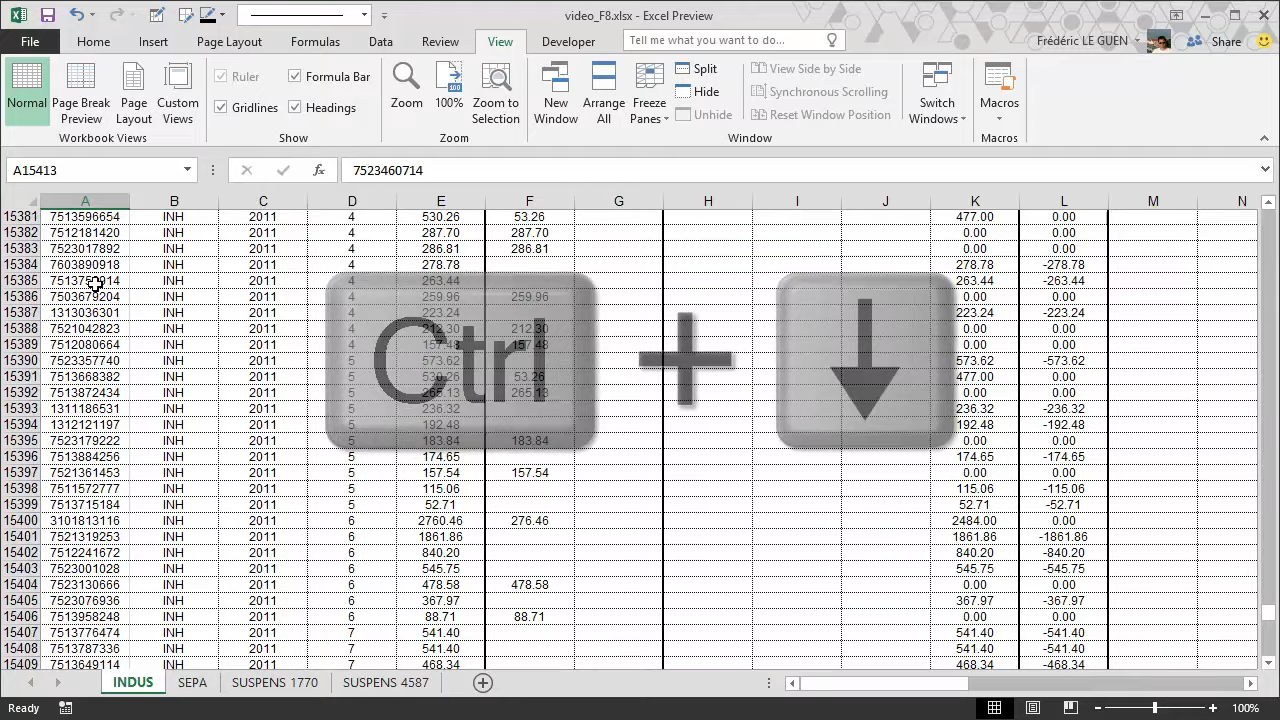 video_F8.xlsx - Excel Preview
File Home Insert Page Layout Formulas Data Review View Developer Tell me what you want to do... Frédéric LE GUEN Share
Normal Page Break Preview Page Layout Custom Views
Ruler Formula Bar
Gridlines Headings
Zoom 100% Zoom to Selection
New Window Arrange All Freeze Panes
Split
Hide
Unhide
View Side by Side
Synchronous Scrolling
Reset Window Position
Switch Windows Macros
Workbook Views Show Zoom Window Macros
A15413 fx 7523460714
A B C D E F G H I J K L M N
15381 7513596654 INH 2011 4 530.26 53.26 477.00 0.00
15382 7512181420 INH 2011 4 287.70 287.70 0.00 0.00
15383 7523017892 INH 2011 4 286.81 286.81 0.00 0.00
15384 7603890918 INH 2011 4 278.78 278.78 -278.78
15385 INH 2011 4 263.44 263.44 -263.44
15386 7503679204 INH 2011 4 259.96 259.96 0.00 0.00
15387 1313036301 INH 2011 4 223.24 223.24 -223.24
15388 7521042823 INH 2011 4 212.30 212.30 0.00 0.00
15389 7512080664 INH 2011 4 157.48 157.48 0.00 0.00
15390 7523357740 INH 2011 5 573.62 573.62 -573.62
15391 7513668382 INH 2011 5 530.26 53.26 477.00 0.00
15392 7513872434 INH 2011 5 265.13 265.13 0.00 0.00
15393 1311186531 INH 2011 5 236.32 236.32 -236.32
15394 1312121197 INH 2011 5 192.48 192.48 -192.48
15395 7523179222 INH 2011 5 183.84 183.84 0.00 0.00
15396 7513884256 INH 2011 5 174.65 174.65 -174.65
15397 7521361453 INH 2011 5 157.54 157.54 0.00 0.00
15398 7511572777 INH 2011 5 115.06 115.06 -115.06
15399 7513715184 INH 2011 5 52.71 52.71 -52.71
15400 3101813116 INH 2011 6 2760.46 276.46 2484.00 0.00
15401 7521319253 INH 2011 6 1861.86 1861.86 -1861.86
15402 7512241672 INH 2011 6 840.20 840.20 -840.20
15403 7523001028 INH 2011 6 545.75 545.75 -545.75
15404 7523130666 INH 2011 6 478.58 478.58 0.00 0.00
15405 7523076936 INH 2011 6 367.97 367.97 -367.97
15406 7513958248 INH 2011 6 88.71 88.71 0.00 0.00
15407 7513776474 INH 2011 7 541.40 541.40 -541.40
15408 7513787336 INH 2011 7 541.40 541.40 -541.40
15409 7513649114 INH 2011 7 468.34 468.34 -468.34
Ctrl +
INDUS SEPA SUSPENS 1770 SUSPENS 4587
Ready 100%